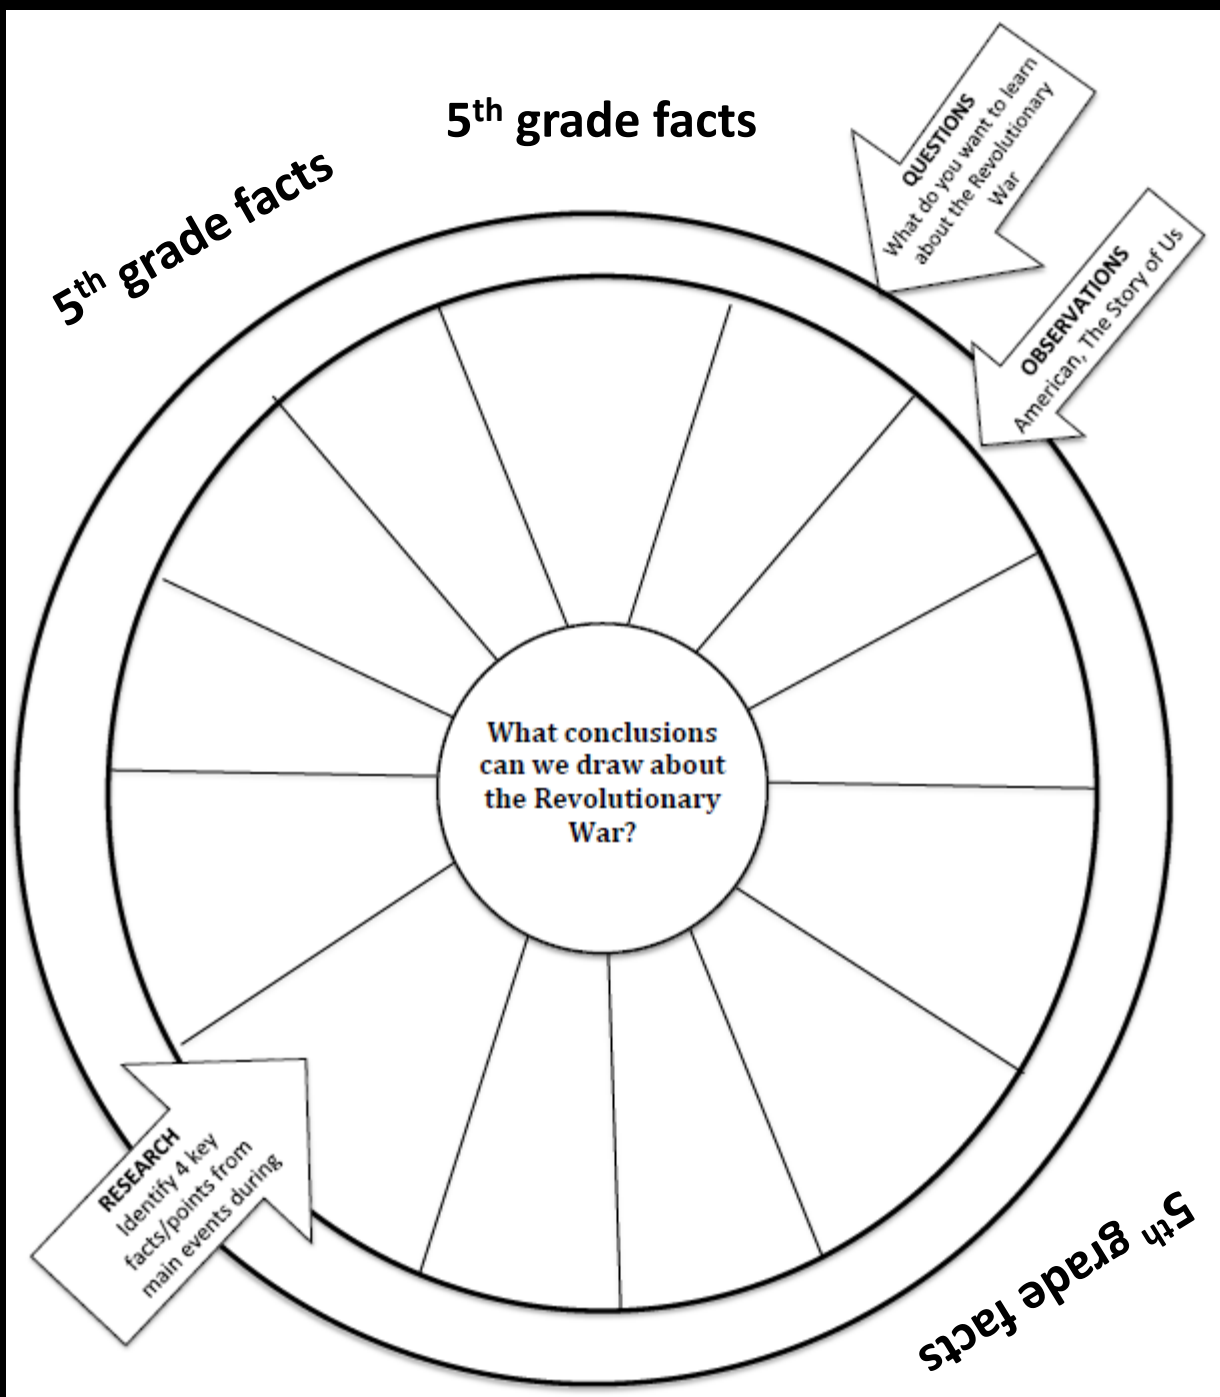 5th grade facts
5th grade facts
QUESTIONS
What do you want to learn
about the Revolutionary
War
OBSERVATIONS
American, The Story of Us
What conclusions
can we draw about
the Revolutionary
War?
RESEARCH
Identify 4 key
facts/points from
main events during
5th grade facts